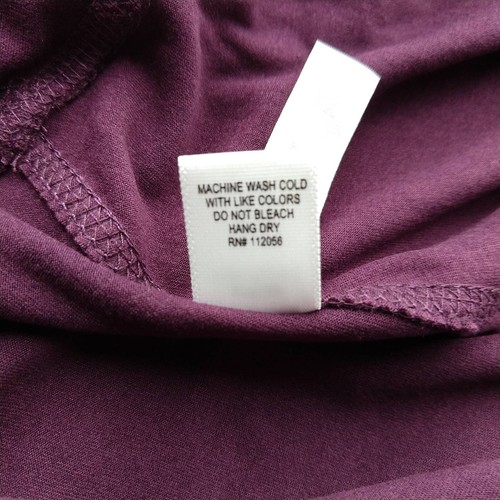 MACHINE WASH COLD
WITH LIKE COLORS
DO NOT BLEACH
HANG DRY
RN# 112056